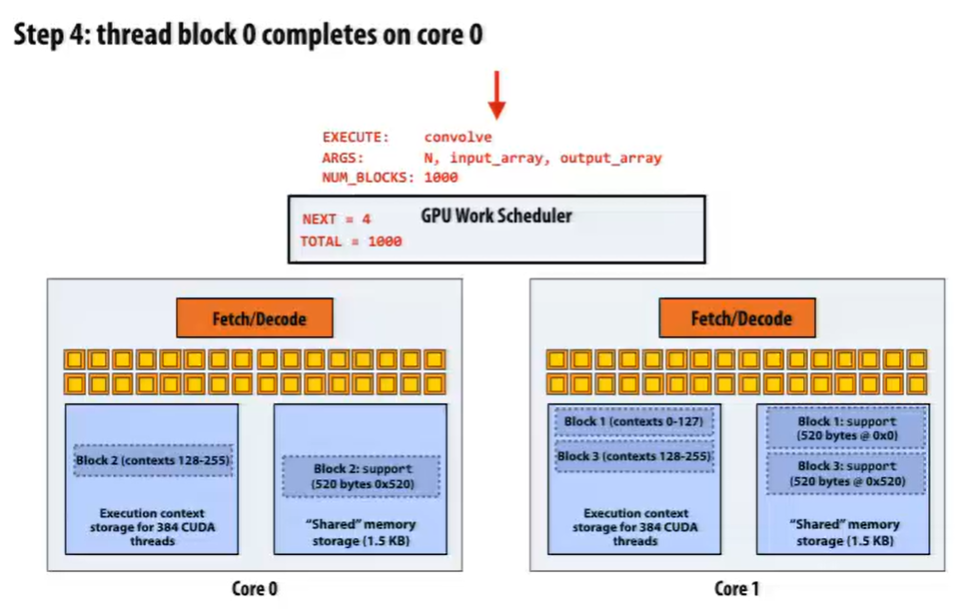 Step 4: thread block 0 completes on core 0
EXECUTE: convolve
ARGS: N, input_array, output_array
NUM_BLOCKS: 1000
NEXT = 4
GPU Work Scheduler
TOTAL = 1000
Fetch/Decode
Block 2 (contexts 128-255)
Execution context
storage for 384 CUDA
threads
Block 2: support
(520 bytes 0x520)
"Shared" memory
storage (1.5 KB)
Core 0
Fetch/Decode
Block 1 (contexts 0-127)
Block 3 (contexts 128-255)
Execution context
storage for 384 CUDA
threads
Block 1: support
(520 bytes @ 0x0)
Block 3: support
(520 bytes @ 0x520)
"Shared" memory
storage (1.5 KB)
Core 1